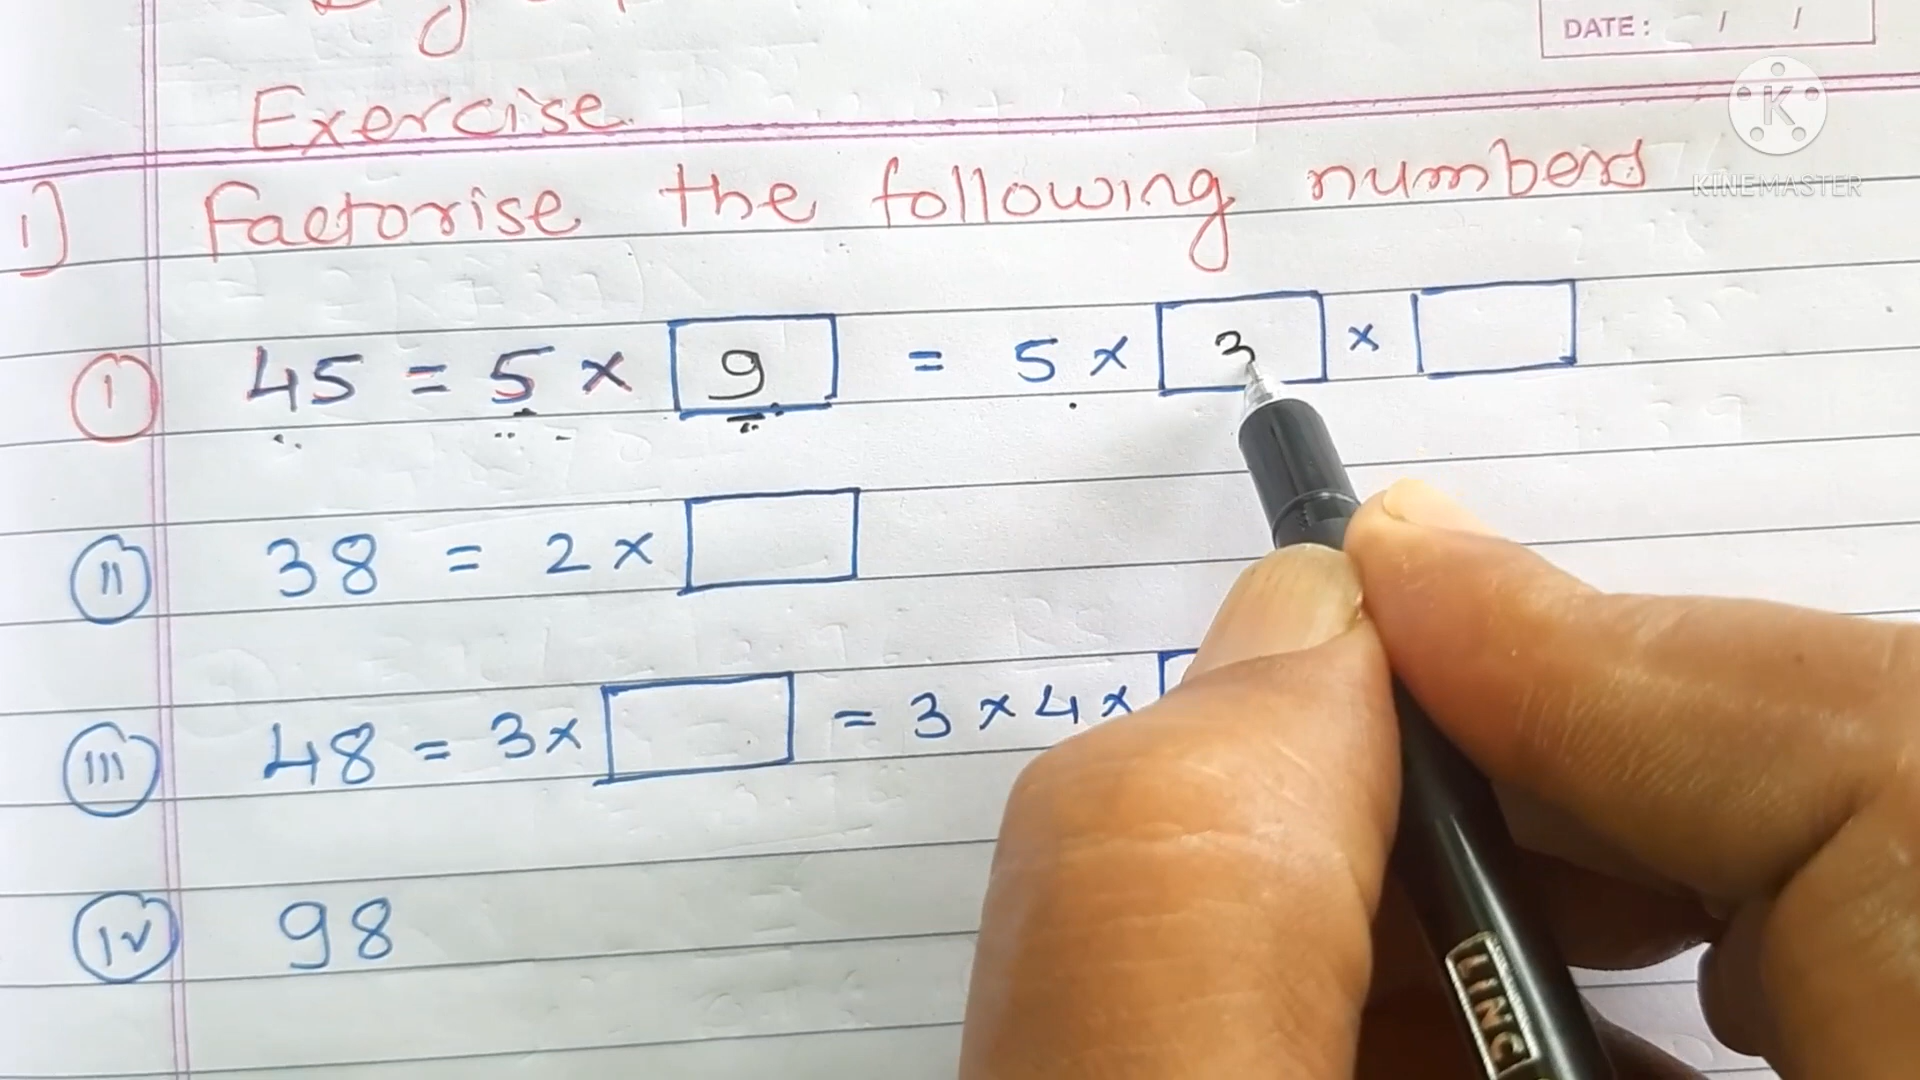 DATE: / /
Exercise.
K
KINEMASTER
1) Factorise the following numbers
(I) 45 = 5 × 9 = 5 × 3 ×
(II) 38 = 2 ×
(III) 48 = 3× = 3 × 4 ×
(IV) 98
LINC